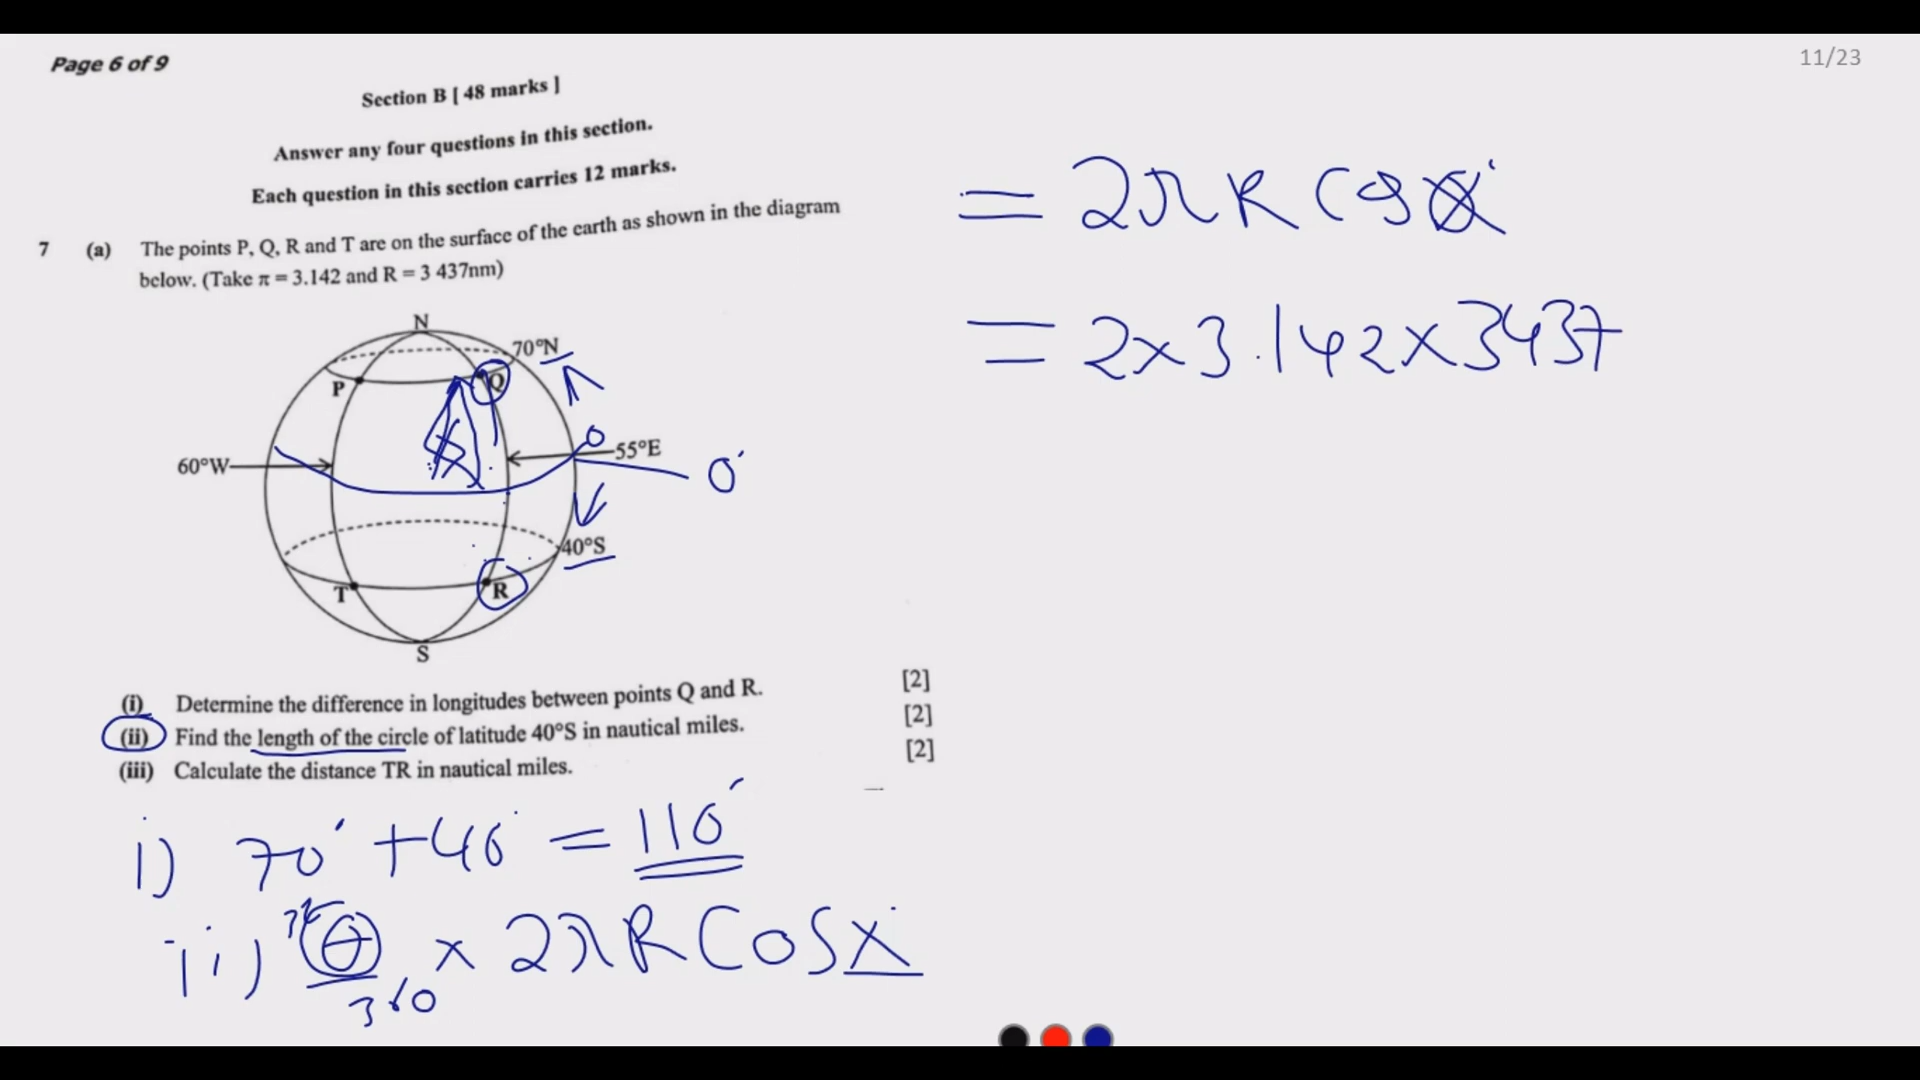 Page 6 of 9
11/23
Section B [ 48 marks ]
Answer any four questions in this section.
Each question in this section carries 12 marks.
7 (a) The points P, Q, R and T are on the surface of the earth as shown in the diagram
below. (Take π = 3.142 and R = 3 437nm)
N
70°N
P
Q
60°W
55°E
0
0°
40°S
T
R
S
(i) Determine the difference in longitudes between points Q and R. [2]
(ii) Find the length of the circle of latitude 40°S in nautical miles. [2]
(iii) Calculate the distance TR in nautical miles. [2]
i) 70° + 40° = 110°
ii) θ/360 × 2πR Cos x
= 2πR Cos
= 2×3.142×3437